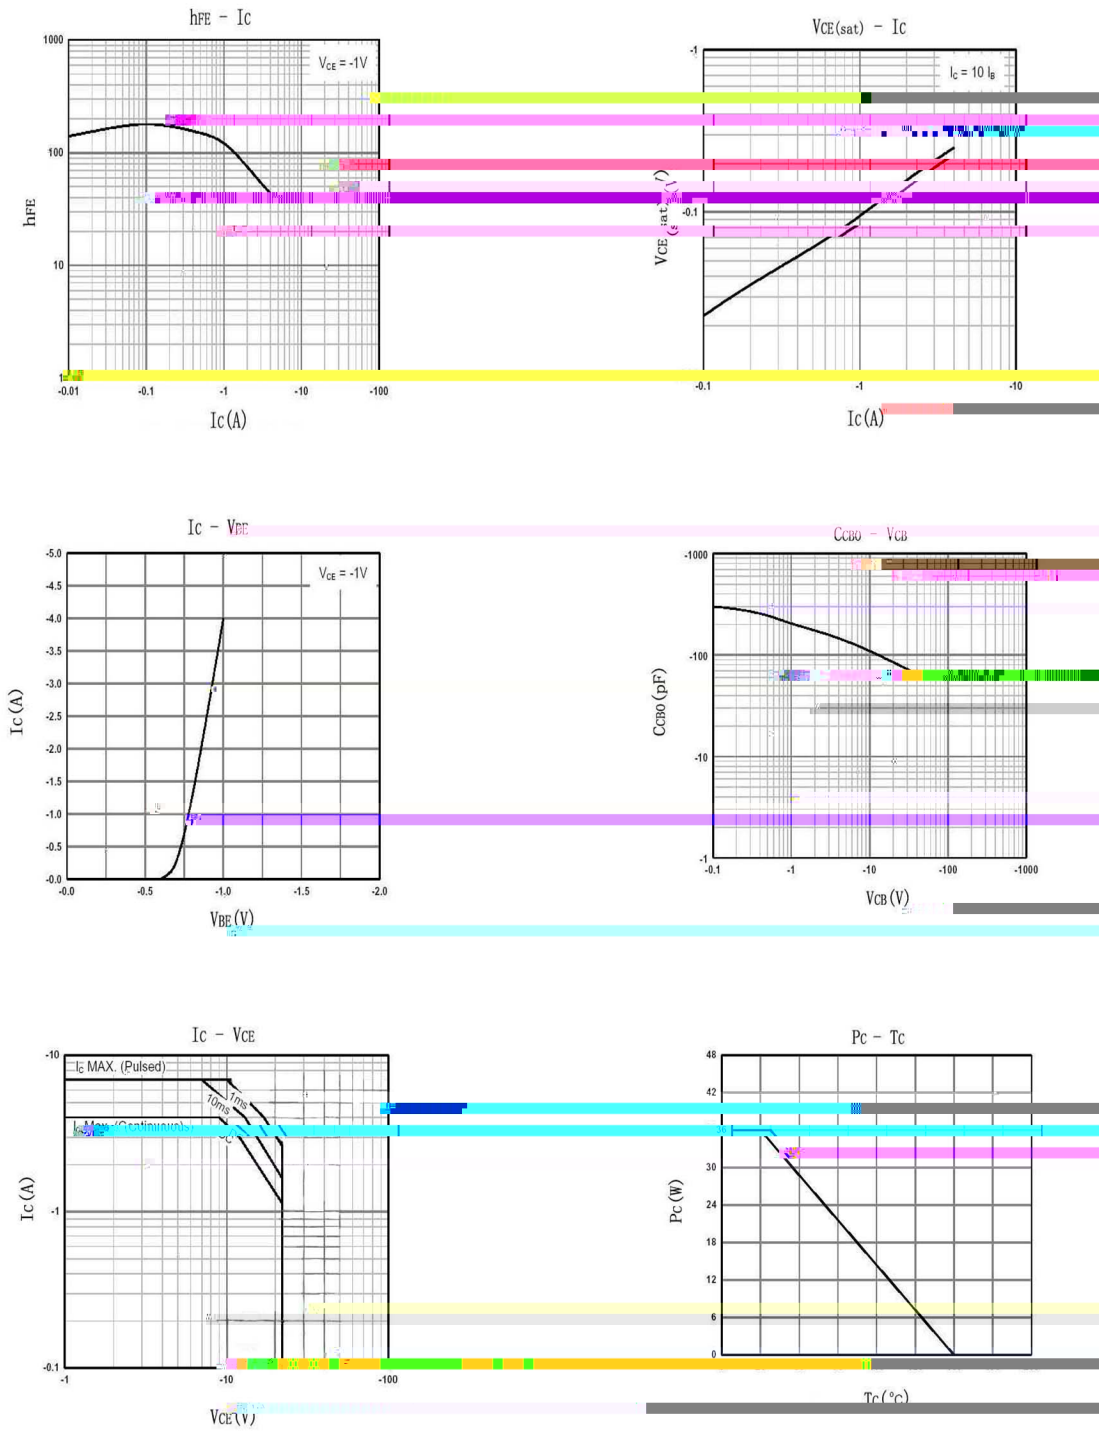 hFE - Ic
1000
VCE = -1V
100
hFE
10
1
-0.01 -0.1 -1 -10 -100
Ic(A)
VCE(sat) - Ic
-1
IC = 10 IB
-0.1
-0.1 -1 -10
Ic(A)
Ic - VBE
-5.0
VCE = -1V
-4.5
-4.0
-3.5
-3.0
Ic(A)
-2.5
-2.0
-1.5
-1.0
-0.5
-0.0
-0.0 -0.5 -1.0 -1.5 -2.0
VBE(V)
CCBO - VCB
-1000
-100
CCBO(pF)
-10
-1
-0.1 -1 -10 -100 -1000
VCB(V)
Ic - VCE
-10
IC MAX. (Pulsed)
1ms
10ms
(Continuous)
Ic(A)
-1
-0.1
-1 -10 -100
VCE(V)
Pc - Tc
48
42
36
30
Pc(W)
24
18
12
6
0
Tc(°C)